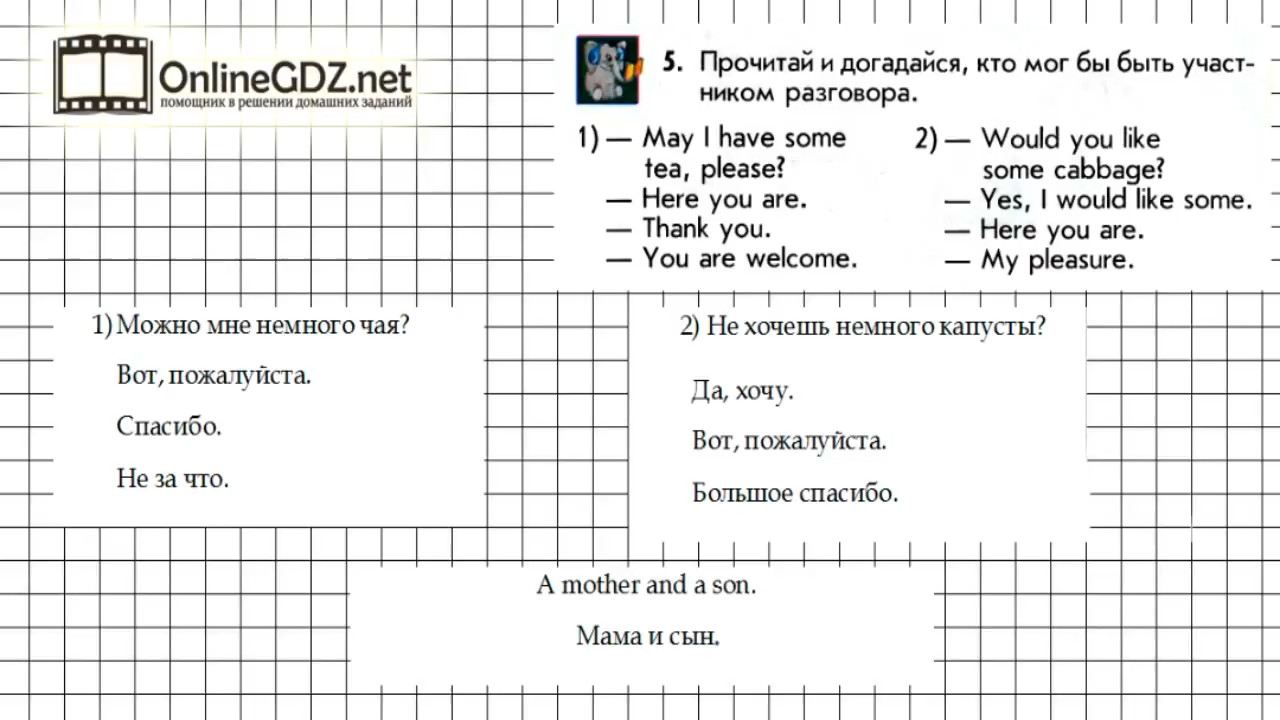 OnlineGDZ.net
помощник в решении домашних заданий
5. Прочитай и догадайся, кто мог бы быть участ-
ником разговора.
1) — May I have some
tea, please?
— Here you are.
— Thank you.
— You are welcome.
2) — Would you like
some cabbage?
— Yes, I would like some.
— Here you are.
— My pleasure.
1) Можно мне немного чая?
Вот, пожалуйста.
Спасибо.
Не за что.
2) Не хочешь немного капусты?
Да, хочу.
Вот, пожалуйста.
Большое спасибо.
A mother and a son.
Мама и сын.